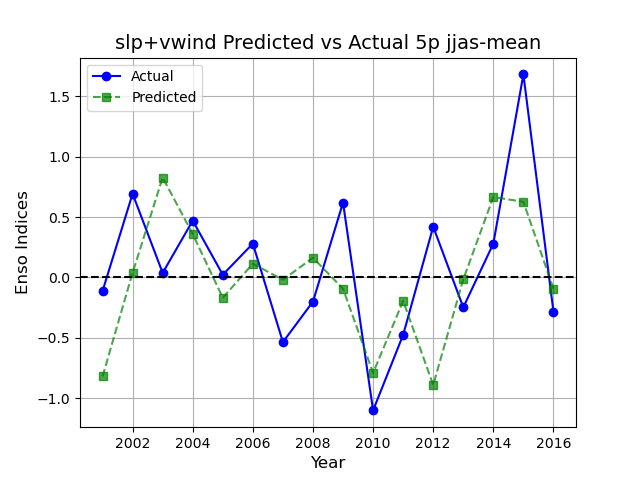 slp+vwind Predicted vs Actual 5p jjas-mean
Actual
Predicted
Enso Indices
1.5
1.0
0.5
0.0
−0.5
−1.0
2002 2004 2006 2008 2010 2012 2014 2016
Year